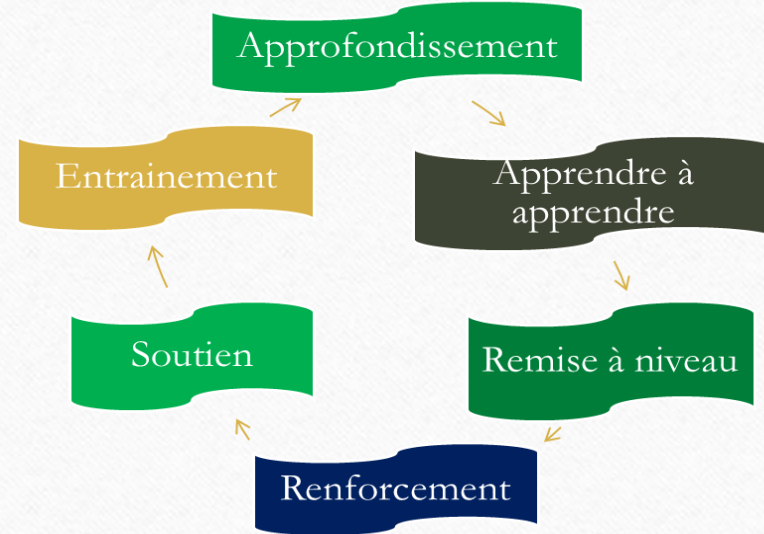 Approfondissement
Entrainement
Apprendre à
apprendre
Soutien
Remise à niveau
Renforcement